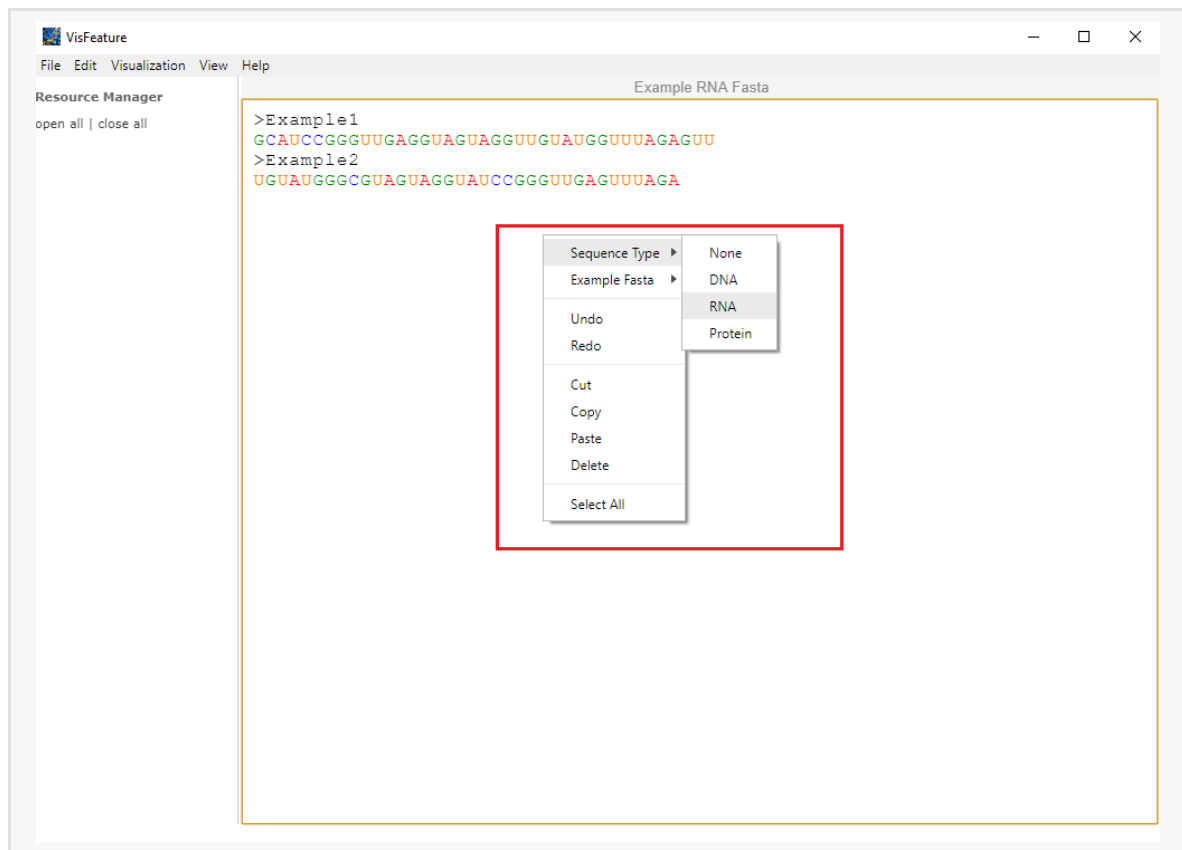 VisFeature
File Edit Visualization View Help
Resource Manager
open all | close all
Example RNA Fasta
>Example1
GCAUCCGGGUUGAGGUAGUAGGUUGUAUGGUUUAGAGUU
>Example2
UGUAUGGGCGUAGUAGGUAUCCGGGUUGAGUUUAGA
Sequence Type
Example Fasta
Undo
Redo
Cut
Copy
Paste
Delete
Select All
None
DNA
RNA
Protein